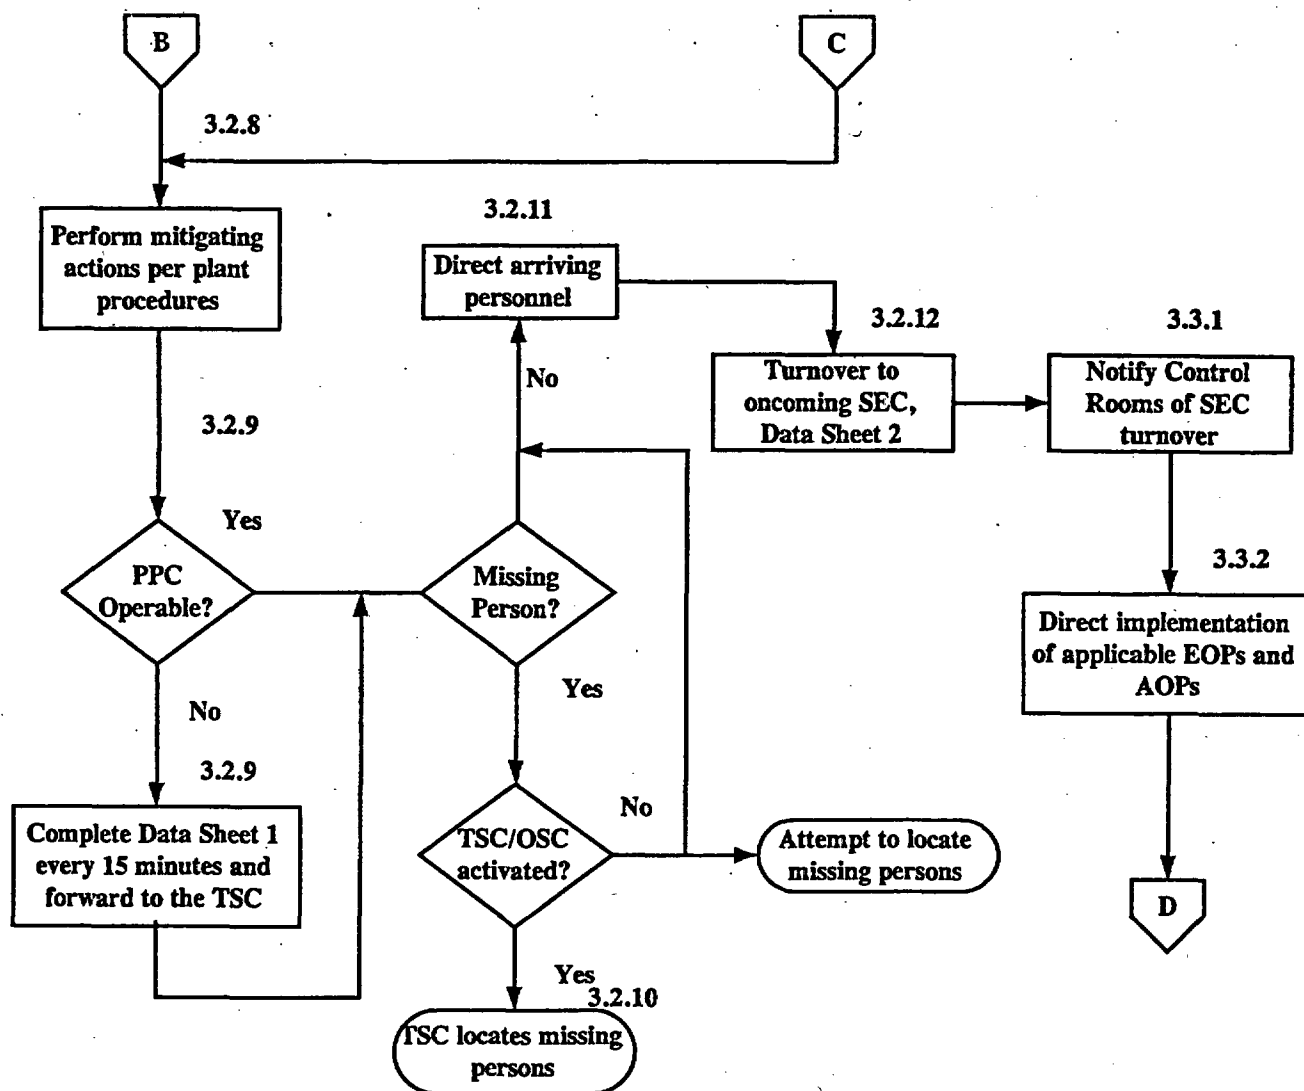 B
C
3.2.8
Perform mitigating
actions per plant
procedures
3.2.11
Direct arriving
personnel
No
3.2.12
Turnover to
oncoming SEC,
Data Sheet 2
3.3.1
Notify Control
Rooms of SEC
turnover
3.2.9
Yes
PPC
Operable?
Missing
Person?
3.3.2
Direct implementation
of applicable EOPs and
AOPs
No
Yes
3.2.9
Complete Data Sheet 1
every 15 minutes and
forward to the TSC
TSC/OSC
activated?
No
Attempt to locate
missing persons
D
Yes
3.2.10
TSC locates missing
persons